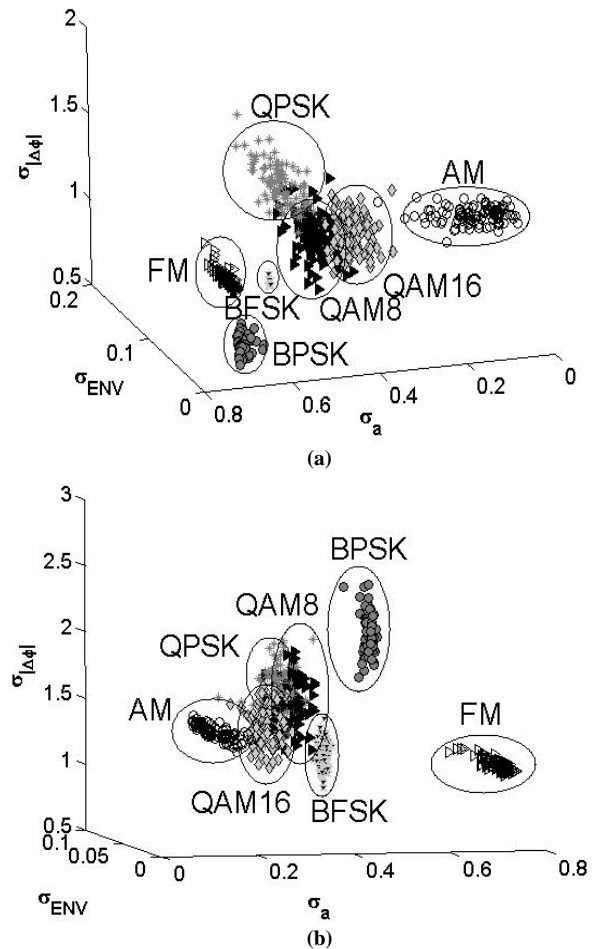 2
1.5
1
0.5
σ|Δϕ|
0.2
0.1
0
σENV
0.8
0.6
0.4
0.2
0
σa
QPSK
AM
FM
BFSK
QAM16
QAM8
BPSK
(a)
3
2.5
2
1.5
1
0.5
σ|Δϕ|
0.1
0.05
0
σENV
0
0.2
0.4
0.6
0.8
σa
BPSK
QAM8
QPSK
AM
FM
QAM16
BFSK
(b)